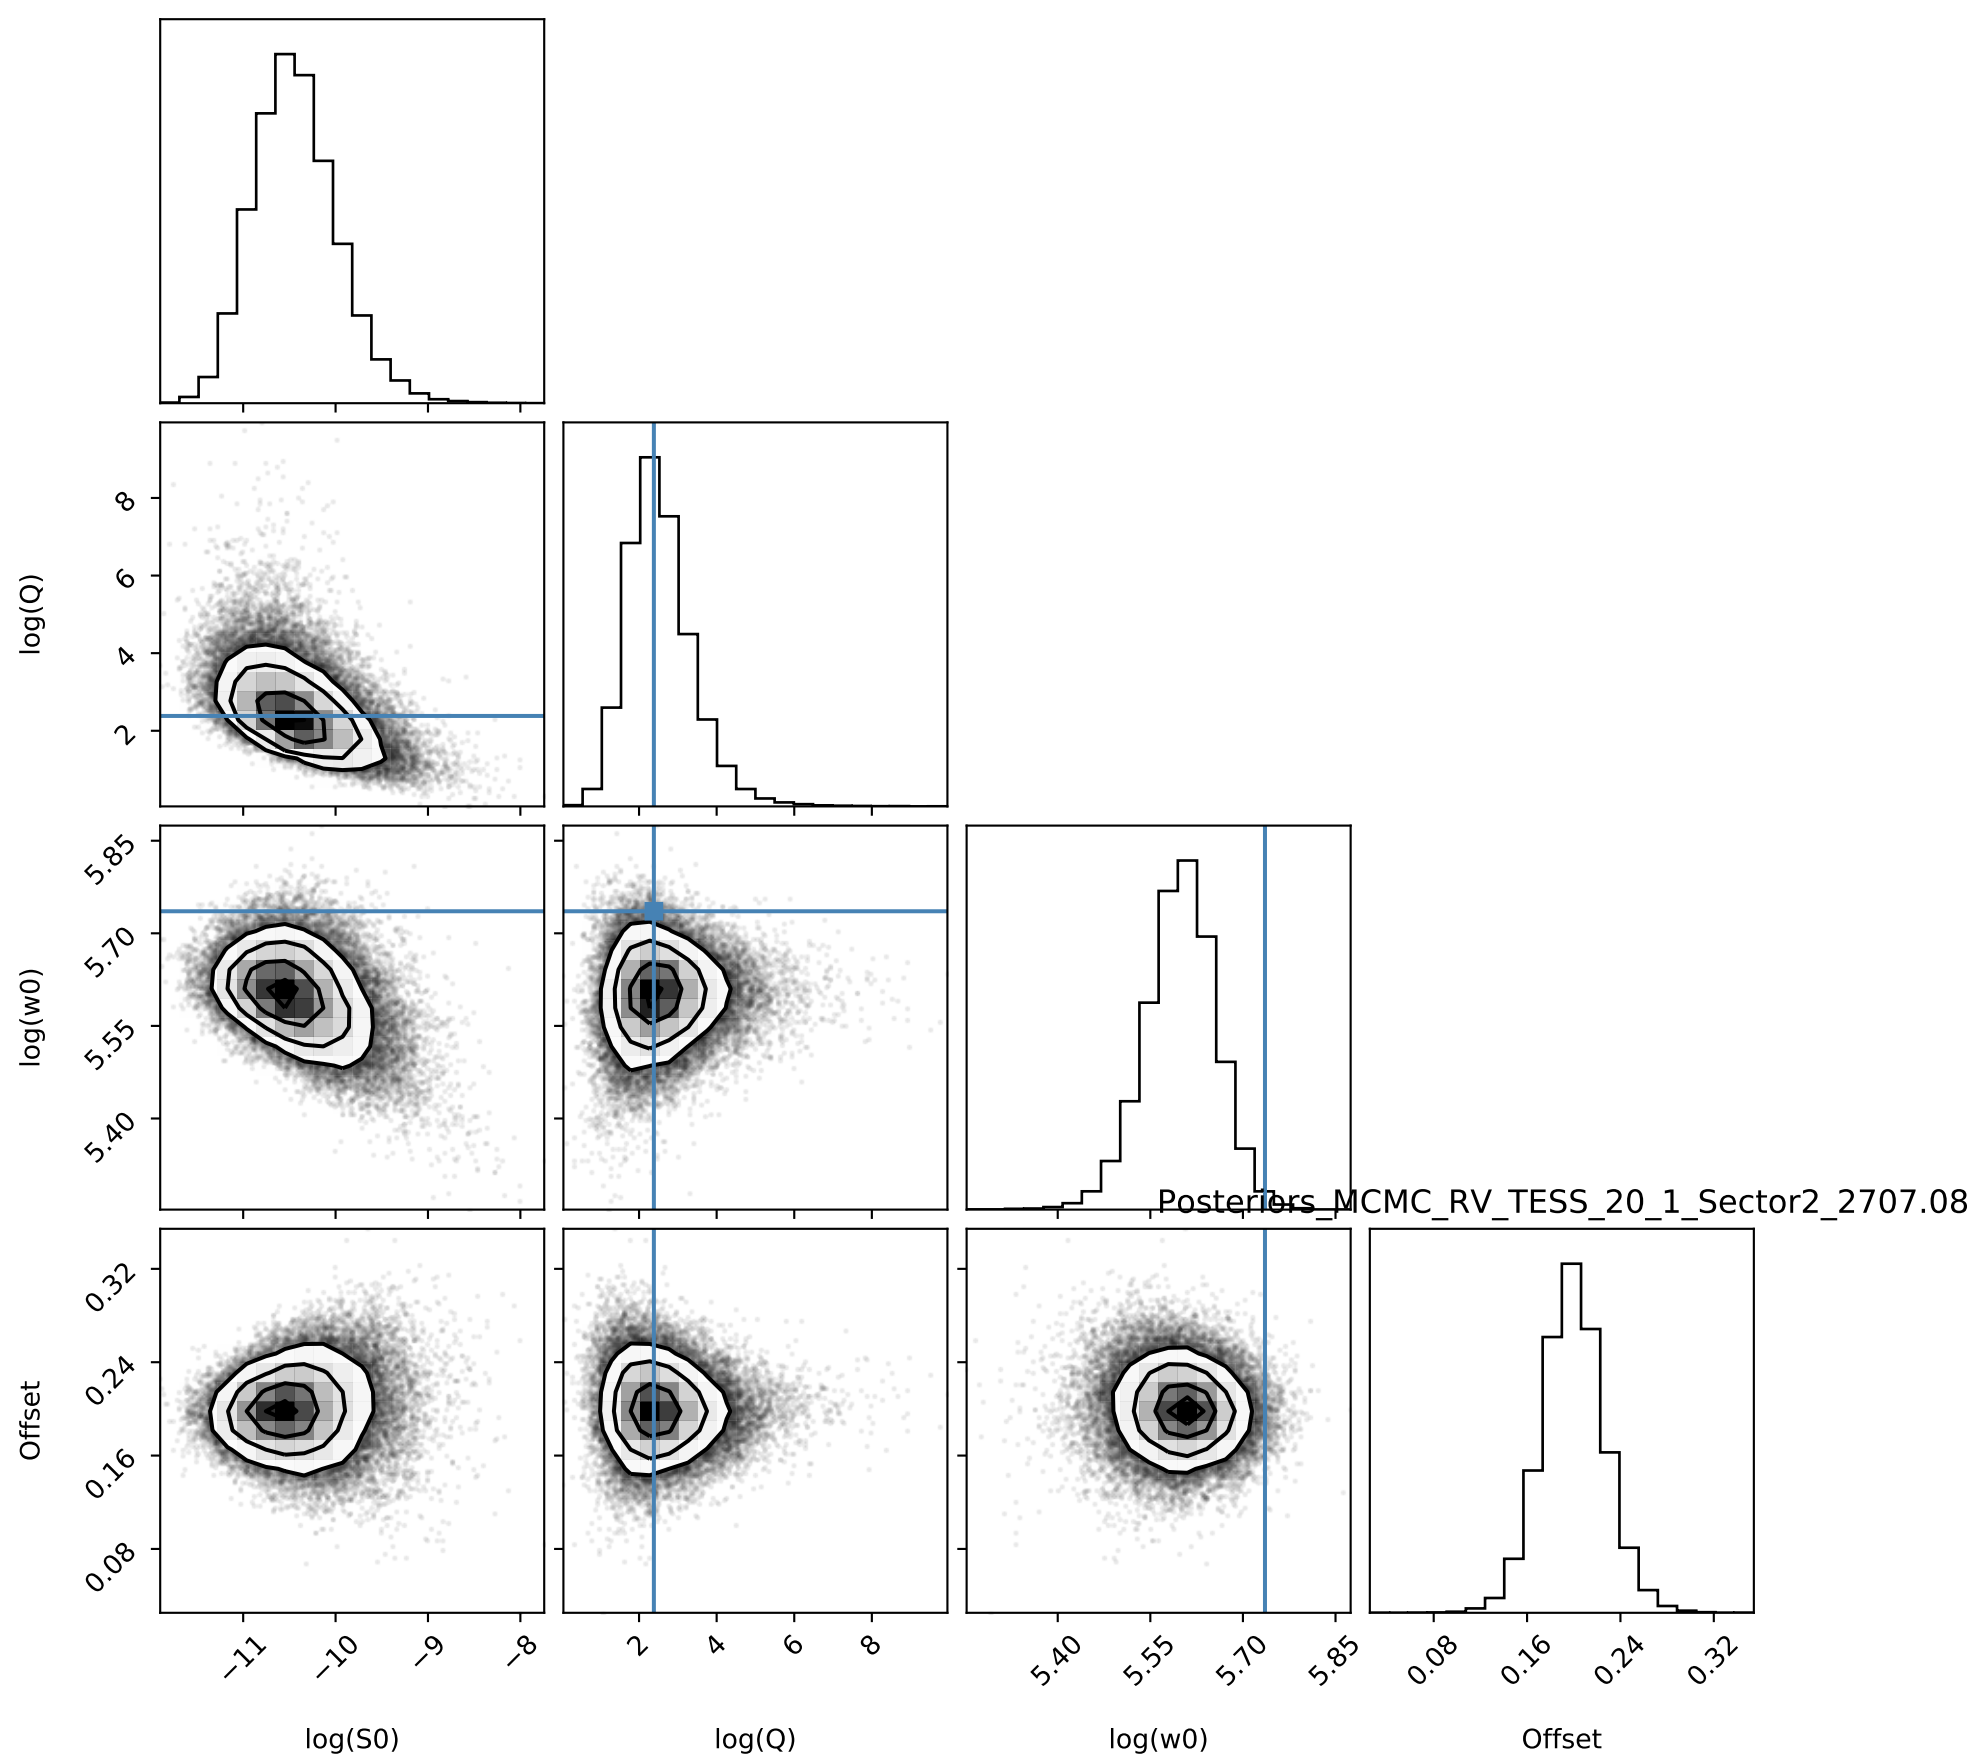 8
6
4
2
log(Q)
5.85
5.70
5.55
5.40
log(w0)
Posteriors_MCMC_RV_TESS_20_1_Sector2_2707.08
0.32
0.24
0.16
0.08
Offset
−11 −10 −9 −8 2 4 6 8 5.40 5.55 5.70 5.85 0.08 0.16 0.24 0.32
log(S0) log(Q) log(w0) Offset